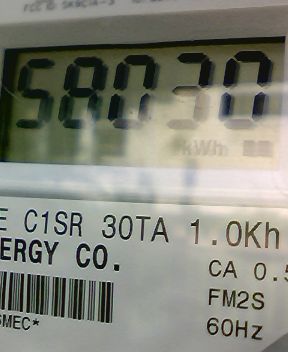 58030
kWh
E C1SR 30TA 1.0Kh
ERGY CO.
CA 0.5
FM2S
SMEC*
60Hz